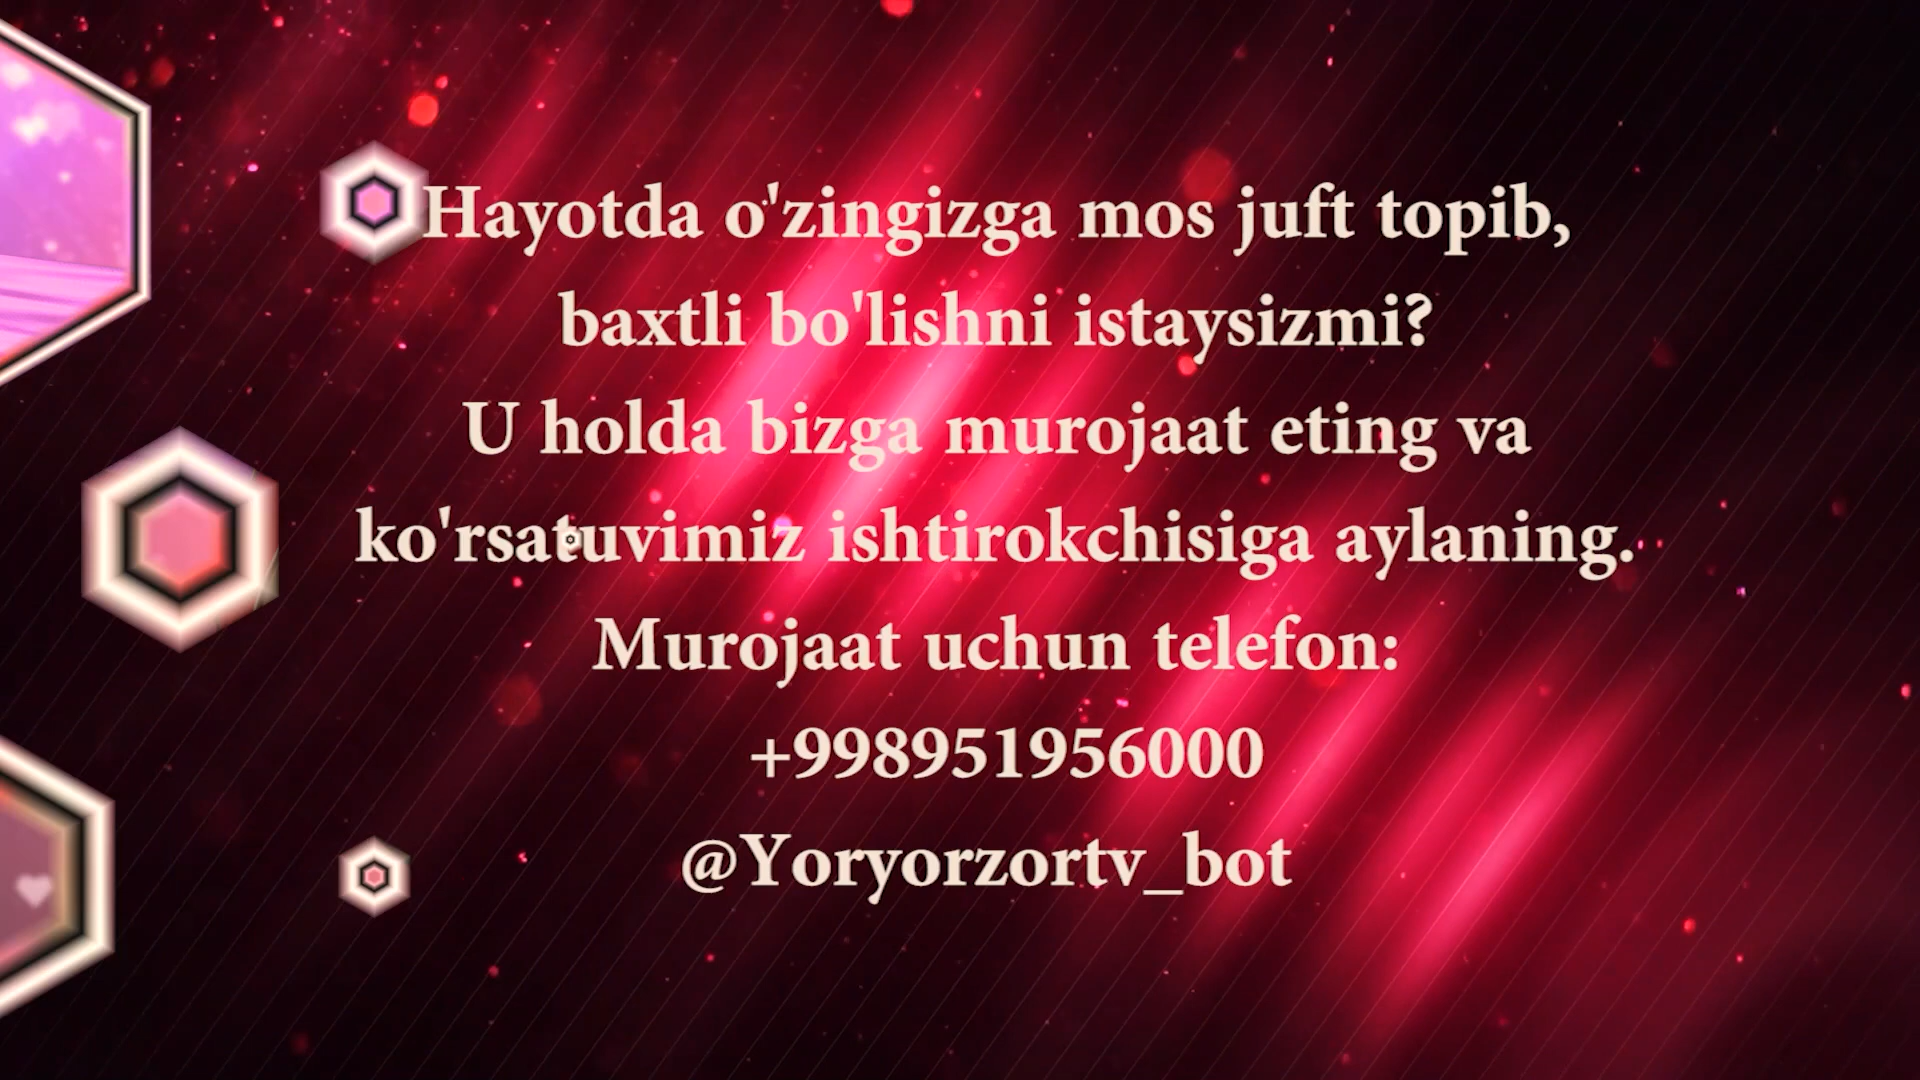 Hayotda o'zingizga mos juft topib,
baxtli bo'lishni istaysizmi?
U holda bizga murojaat eting va
ko'rsatuvimiz ishtirokchisiga aylaning.
Murojaat uchun telefon:
+998951956000
@Yoryorzortv_bot